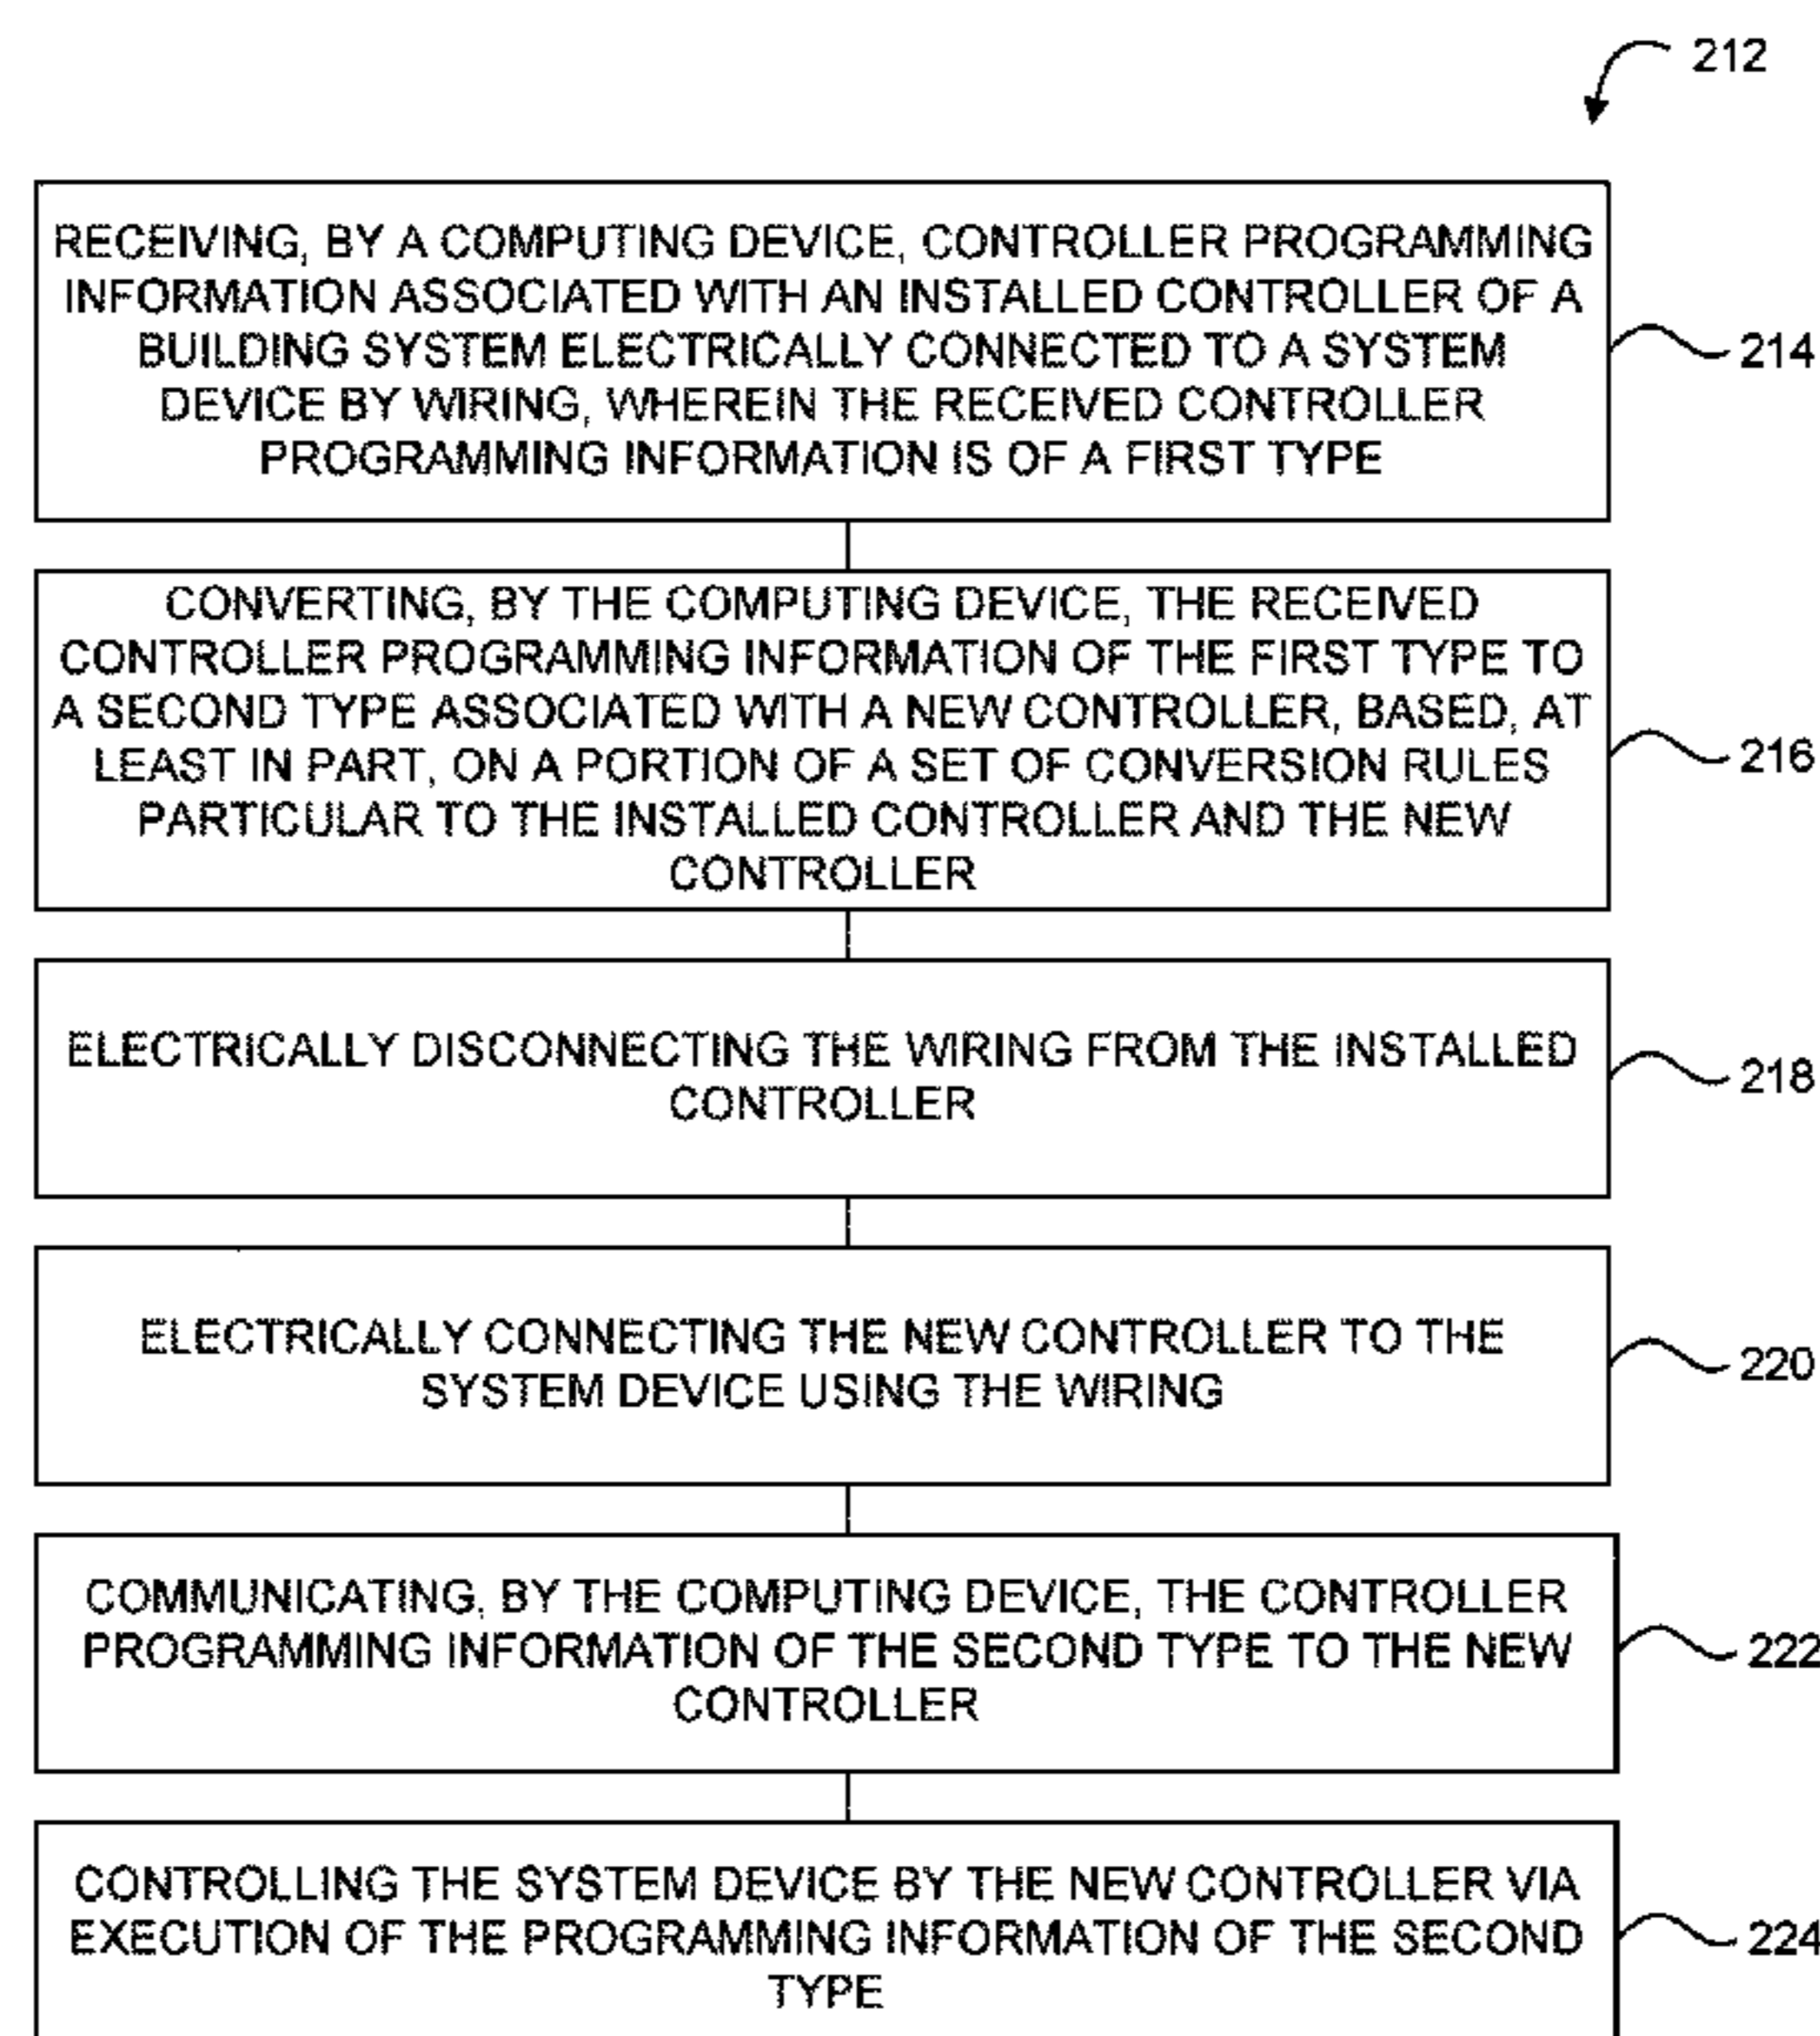 212
RECEIVING, BY A COMPUTING DEVICE, CONTROLLER PROGRAMMING
INFORMATION ASSOCIATED WITH AN INSTALLED CONTROLLER OF A
BUILDING SYSTEM ELECTRICALLY CONNECTED TO A SYSTEM
DEVICE BY WIRING, WHEREIN THE RECEIVED CONTROLLER
PROGRAMMING INFORMATION IS OF A FIRST TYPE
214
CONVERTING, BY THE COMPUTING DEVICE, THE RECEIVED
CONTROLLER PROGRAMMING INFORMATION OF THE FIRST TYPE TO
A SECOND TYPE ASSOCIATED WITH A NEW CONTROLLER, BASED, AT
LEAST IN PART, ON A PORTION OF A SET OF CONVERSION RULES
PARTICULAR TO THE INSTALLED CONTROLLER AND THE NEW
CONTROLLER
216
ELECTRICALLY DISCONNECTING THE WIRING FROM THE INSTALLED
CONTROLLER
218
ELECTRICALLY CONNECTING THE NEW CONTROLLER TO THE
SYSTEM DEVICE USING THE WIRING
220
COMMUNICATING, BY THE COMPUTING DEVICE, THE CONTROLLER
PROGRAMMING INFORMATION OF THE SECOND TYPE TO THE NEW
CONTROLLER
222
CONTROLLING THE SYSTEM DEVICE BY THE NEW CONTROLLER VIA
EXECUTION OF THE PROGRAMMING INFORMATION OF THE SECOND
TYPE
224